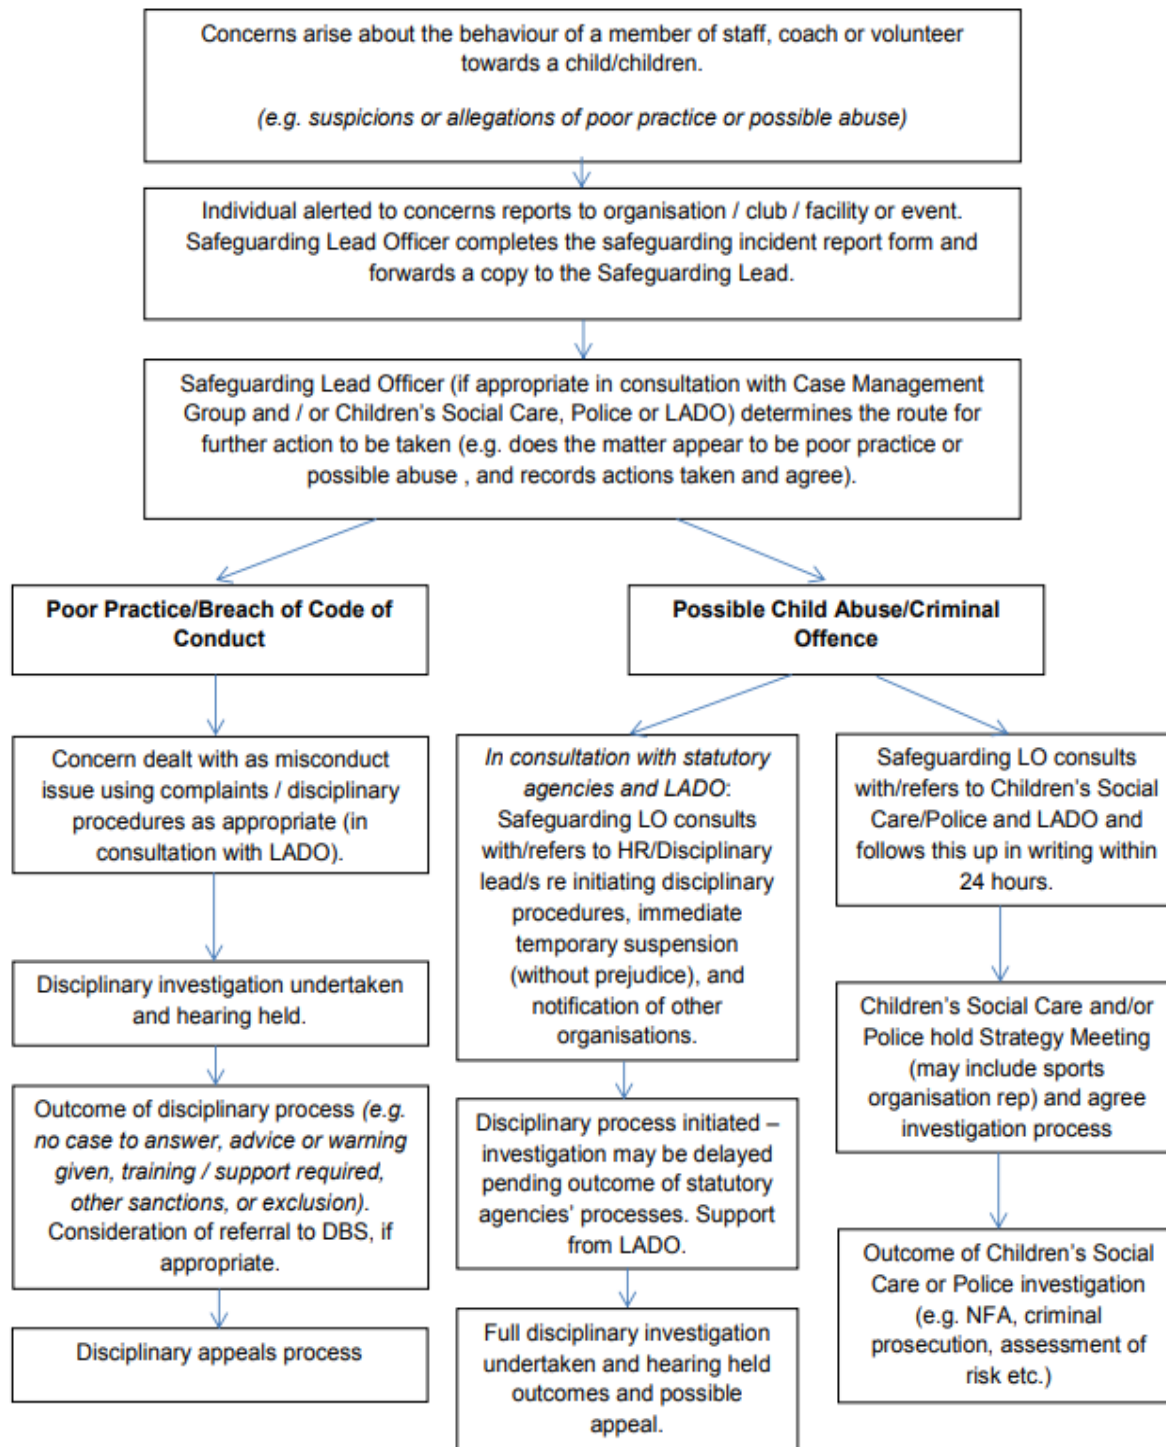 Concerns arise about the behaviour of a member of staff, coach or volunteer
towards a child/children.
(e.g. suspicions or allegations of poor practice or possible abuse)
Individual alerted to concerns reports to organisation / club / facility or event.
Safeguarding Lead Officer completes the safeguarding incident report form and
forwards a copy to the Safeguarding Lead.
Safeguarding Lead Officer (if appropriate in consultation with Case Management
Group and / or Children's Social Care, Police or LADO) determines the route for
further action to be taken (e.g. does the matter appear to be poor practice or
possible abuse , and records actions taken and agree).
Poor Practice/Breach of Code of
Conduct
Concern dealt with as misconduct
issue using complaints / disciplinary
procedures as appropriate (in
consultation with LADO).
Disciplinary investigation undertaken
and hearing held.
Outcome of disciplinary process (e.g.
no case to answer, advice or warning
given, training / support required,
other sanctions, or exclusion).
Consideration of referral to DBS, if
appropriate.
Disciplinary appeals process
Possible Child Abuse/Criminal
Offence
In consultation with statutory
agencies and LADO:
Safeguarding LO consults
with/refers to HR/Disciplinary
lead/s re initiating disciplinary
procedures, immediate
temporary suspension
(without prejudice), and
notification of other
organisations.
Disciplinary process initiated –
investigation may be delayed
pending outcome of statutory
agencies' processes. Support
from LADO.
Full disciplinary investigation
undertaken and hearing held
outcomes and possible
appeal.
Safeguarding LO consults
with/refers to Children's Social
Care/Police and LADO and
follows this up in writing within
24 hours.
Children's Social Care and/or
Police hold Strategy Meeting
(may include sports
organisation rep) and agree
investigation process
Outcome of Children's Social
Care or Police investigation
(e.g. NFA, criminal
prosecution, assessment of
risk etc.)